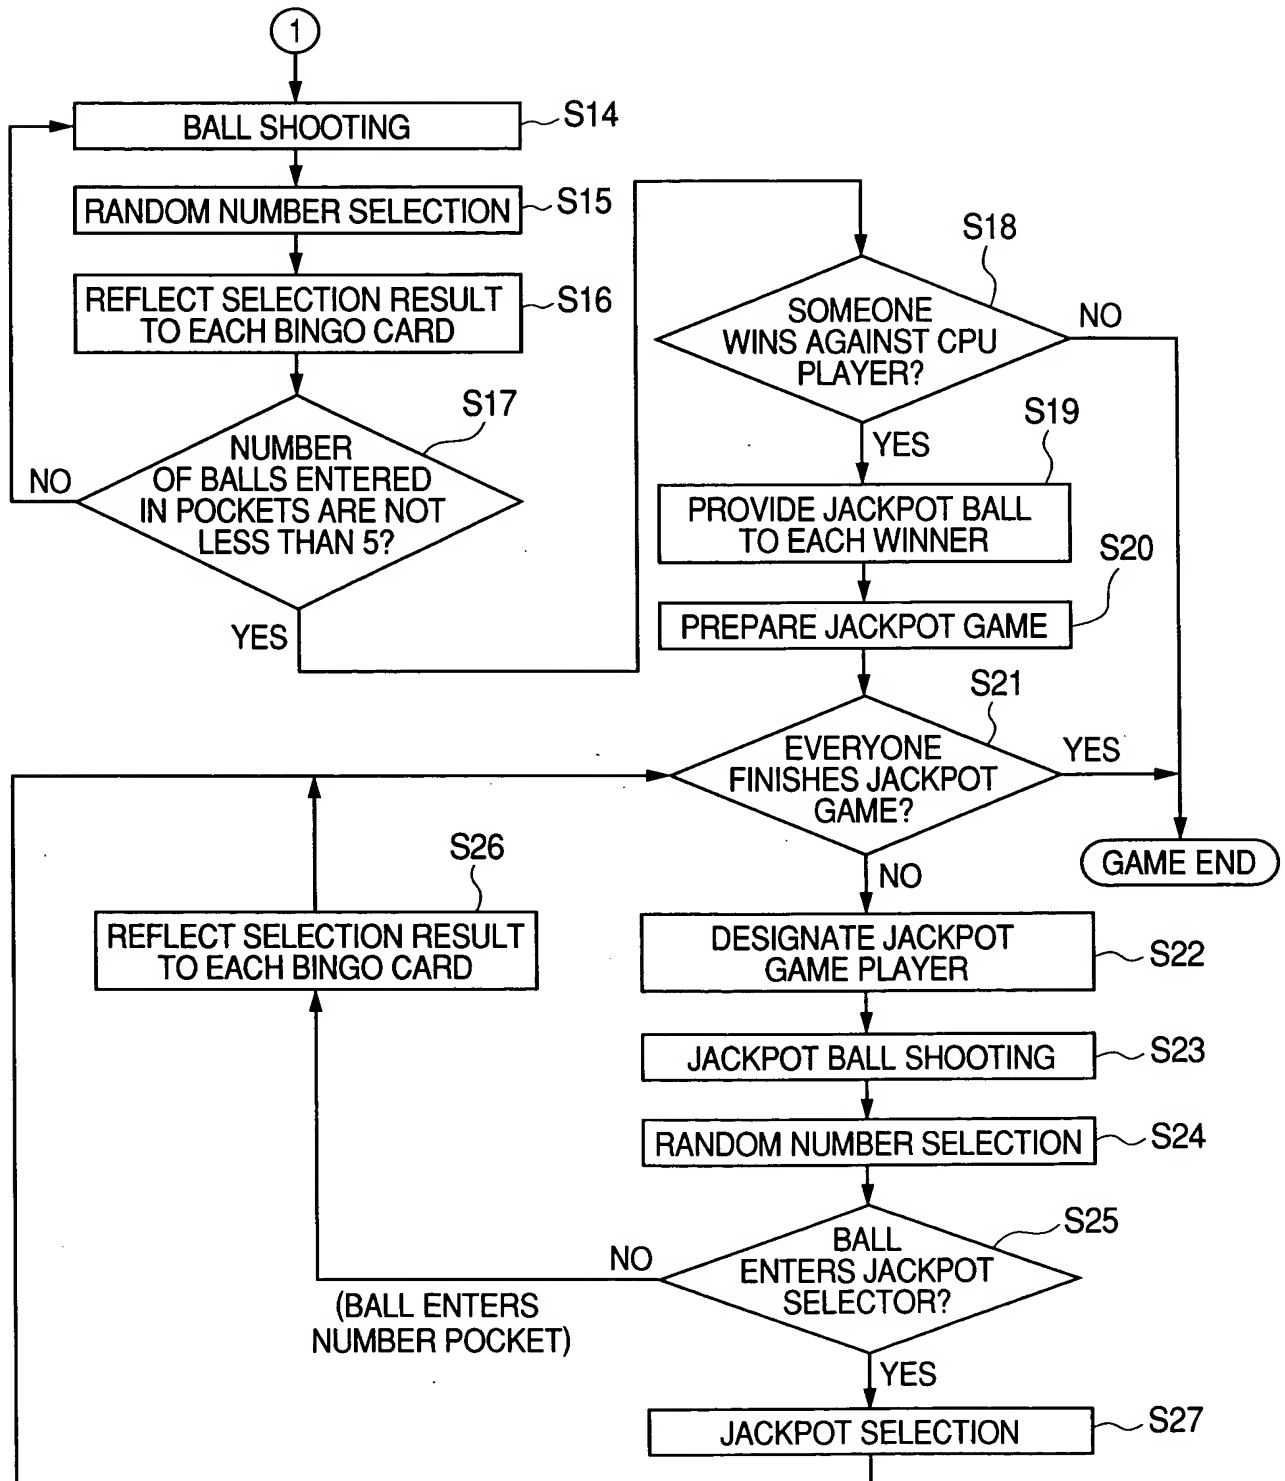 1
BALL SHOOTING
S14
RANDOM NUMBER SELECTION
S15
REFLECT SELECTION RESULT
TO EACH BINGO CARD
S16
S17
NUMBER
OF BALLS ENTERED
IN POCKETS ARE NOT
LESS THAN 5?
NO
YES
S18
SOMEONE
WINS AGAINST CPU
PLAYER?
NO
YES
S19
PROVIDE JACKPOT BALL
TO EACH WINNER
S20
PREPARE JACKPOT GAME
S21
EVERYONE
FINISHES JACKPOT
GAME?
YES
NO
GAME END
S26
REFLECT SELECTION RESULT
TO EACH BINGO CARD
DESIGNATE JACKPOT
GAME PLAYER
S22
JACKPOT BALL SHOOTING
S23
RANDOM NUMBER SELECTION
S24
S25
BALL
ENTERS JACKPOT
SELECTOR?
NO
(BALL ENTERS
NUMBER POCKET)
YES
JACKPOT SELECTION
S27